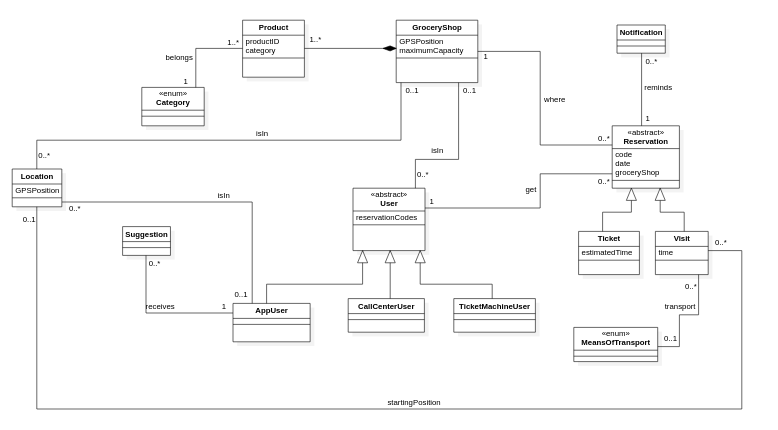 Product
productID
category
1..*
1..*
GroceryShop
GPSPosition
maximumCapacity
1
0..1
0..1
Notification
0..*
reminds
1
belongs
1
«enum»
Category
where
0..*
«abstract»
Reservation
code
date
groceryShop
0..*
get
isIn
isIn
0..*
0..*
Location
GPSPosition
0..1
0..*
isIn
0..1
«abstract»
User
reservationCodes
1
Suggestion
0..*
receives
1
AppUser
CallCenterUser
TicketMachineUser
Ticket
estimatedTime
Visit
time
0..*
0..*
transport
0..1
«enum»
MeansOfTransport
startingPosition